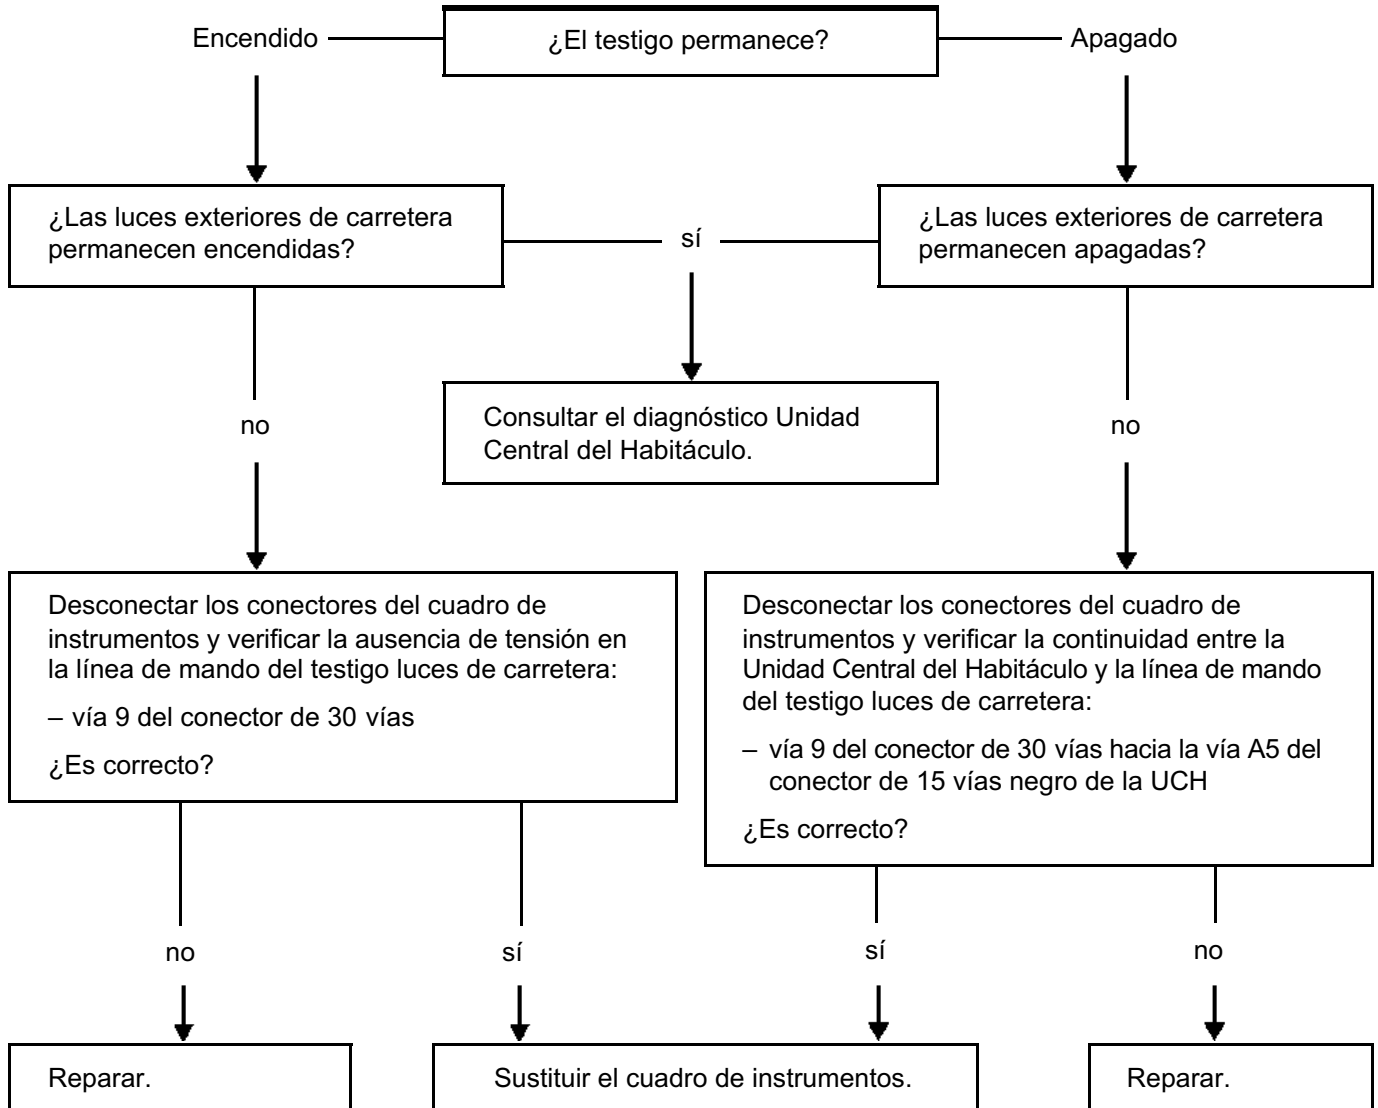 Encendido
¿El testigo permanece?
Apagado
¿Las luces exteriores de carretera
permanecen encendidas?
sí
¿Las luces exteriores de carretera
permanecen apagadas?
no
Consultar el diagnóstico Unidad
Central del Habitáculo.
no
Desconectar los conectores del cuadro de
instrumentos y verificar la ausencia de tensión en
la línea de mando del testigo luces de carretera:
– vía 9 del conector de 30 vías
¿Es correcto?
Desconectar los conectores del cuadro de
instrumentos y verificar la continuidad entre la
Unidad Central del Habitáculo y la línea de mando
del testigo luces de carretera:
– vía 9 del conector de 30 vías hacia la vía A5 del
conector de 15 vías negro de la UCH
¿Es correcto?
no
sí
sí
no
Reparar.
Sustituir el cuadro de instrumentos.
Reparar.